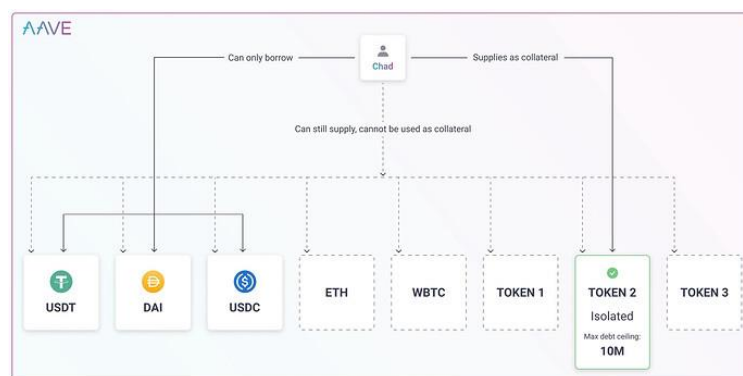 AAVE
Can only borrow
Chad
Supplies as collateral
Can still supply, cannot be used as collateral
USDT
DAI
USDC
ETH
WBTC
TOKEN 1
TOKEN 2
Isolated
Max debt ceiling:
10M
TOKEN 3